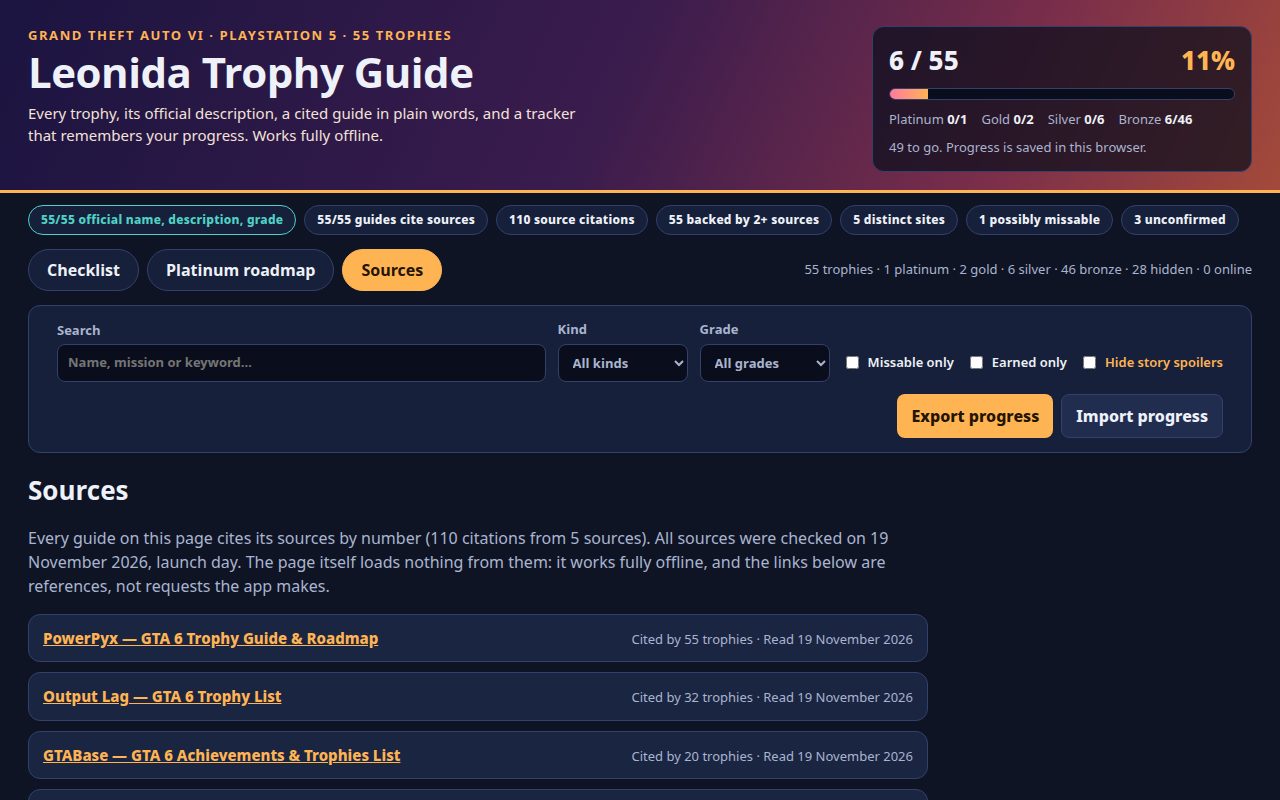 GRAND THEFT AUTO VI · PLAYSTATION 5 · 55 TROPHIES
Leonida Trophy Guide
Every trophy, its official description, a cited guide in plain words, and a tracker
that remembers your progress. Works fully offline.
6 / 55
11%
Platinum 0/1 Gold 0/2 Silver 0/6 Bronze 6/46
49 to go. Progress is saved in this browser.
55/55 official name, description, grade
55/55 guides cite sources
110 source citations
55 backed by 2+ sources
5 distinct sites
1 possibly missable
3 unconfirmed
Checklist
Platinum roadmap
Sources
55 trophies · 1 platinum · 2 gold · 6 silver · 46 bronze · 28 hidden · 0 online
Search
Name, mission or keyword...
Kind
All kinds
Grade
All grades
Missable only
Earned only
Hide story spoilers
Export progress
Import progress
Sources
Every guide on this page cites its sources by number (110 citations from 5 sources). All sources were checked on 19
November 2026, launch day. The page itself loads nothing from them: it works fully offline, and the links below are
references, not requests the app makes.
PowerPyx — GTA 6 Trophy Guide & Roadmap
Cited by 55 trophies · Read 19 November 2026
Output Lag — GTA 6 Trophy List
Cited by 32 trophies · Read 19 November 2026
GTABase — GTA 6 Achievements & Trophies List
Cited by 20 trophies · Read 19 November 2026